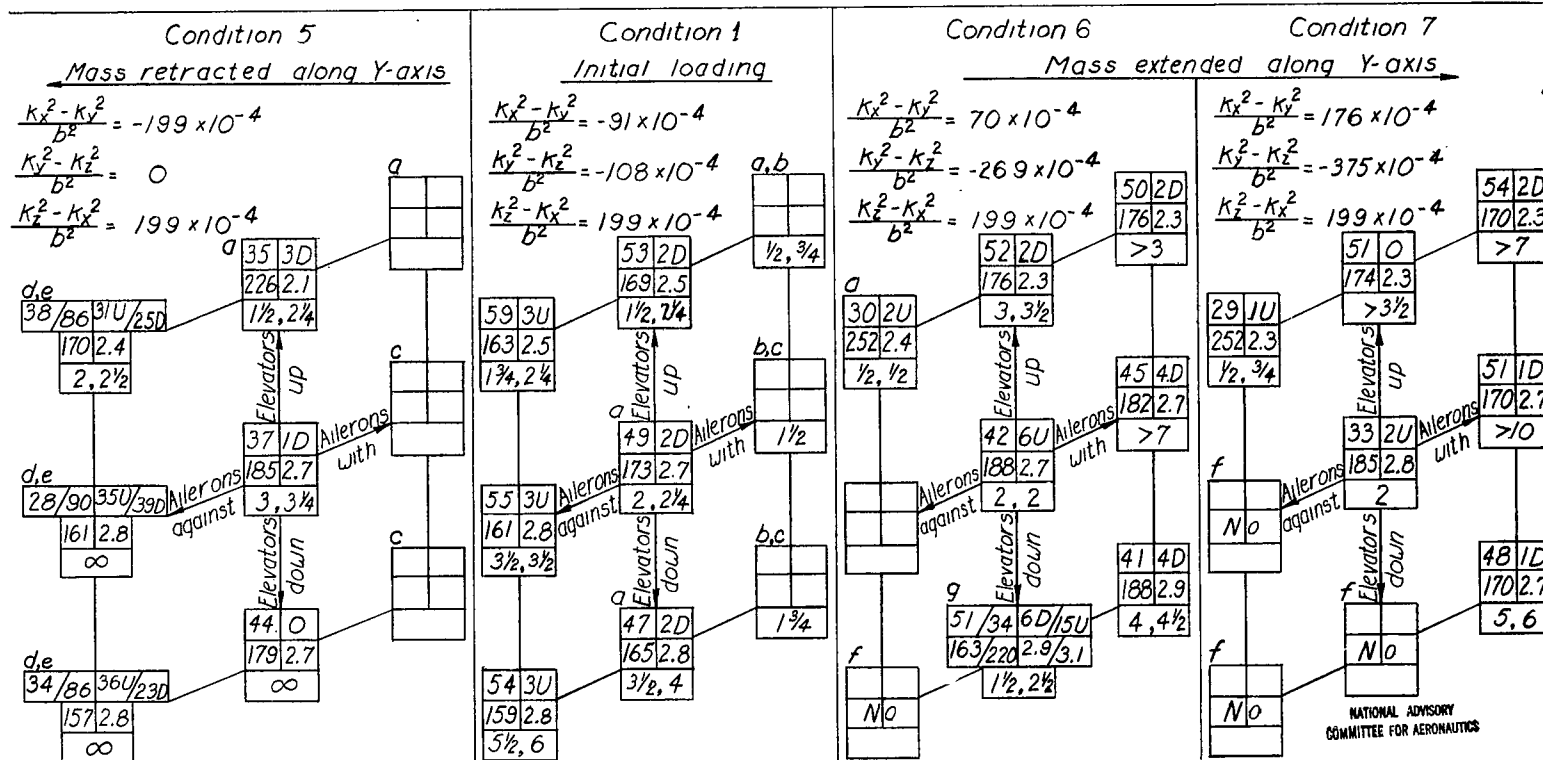 Condition 5
Mass retracted along Y-axis
(Kx² - Ky²)/b² = -199 × 10⁻⁴
(Ky² - Kz²)/b² = 0
(Kz² - Kx²)/b² = 199 × 10⁻⁴
a
a
35 3D
226 2.1
1½, 2¼
d,e
38/86 31U/25D
170 2.4
2, 2½
Elevators up
c
37 1D
185 2.7
3, 3¼
Ailerons with
d,e
28/90 35U/39D
161 2.8
∞
Ailerons against
Elevators down
c
44 0
179 2.7
∞
d,e
34/86 36U/23D
157 2.8
∞
Condition 1
Initial loading
(Kx² - Ky²)/b² = -91 × 10⁻⁴
(Ky² - Kz²)/b² = -108 × 10⁻⁴
(Kz² - Kx²)/b² = 199 × 10⁻⁴
a,b
½, ¾
53 2D
169 2.5
1½, 2¼
59 3U
163 2.5
1¾, 2¼
Elevators up
b,c
1½
a
49 2D
173 2.7
2, 2¼
Ailerons with
55 3U
161 2.8
3½, 3½
Ailerons against
Elevators down
b,c
1¾
a
47 2D
165 2.8
3½, 4
54 3U
159 2.8
5½, 6
Condition 6
Condition 7
Mass extended along Y-axis
(Kx² - Ky²)/b² = 70 × 10⁻⁴
(Ky² - Kz²)/b² = -269 × 10⁻⁴
(Kz² - Kx²)/b² = 199 × 10⁻⁴
50 2D
176 2.3
>3
52 2D
176 2.3
3, 3½
a
30 2U
252 2.4
½, ½
Elevators up
45 4D
182 2.7
>7
42 6U
188 2.7
2, 2
Ailerons with
Ailerons against
Elevators down
41 4D
188 2.9
4, 4½
g
51/34 6D/15U
163/220 2.9/3.1
1½, 2½
f
No
(Kx² - Ky²)/b² = 176 × 10⁻⁴
(Ky² - Kz²)/b² = -375 × 10⁻⁴
(Kz² - Kx²)/b² = 199 × 10⁻⁴
54 2D
170 2.3
>7
51 0
174 2.3
>3½
29 1U
252 2.3
½, ¾
Elevators up
51 1D
170 2.7
>10
33 2U
185 2.8
2
Ailerons with
f
No
Ailerons against
Elevators down
48 1D
170 2.7
5, 6
f
No
f
No
NATIONAL ADVISORY
COMMITTEE FOR AERONAUTICS